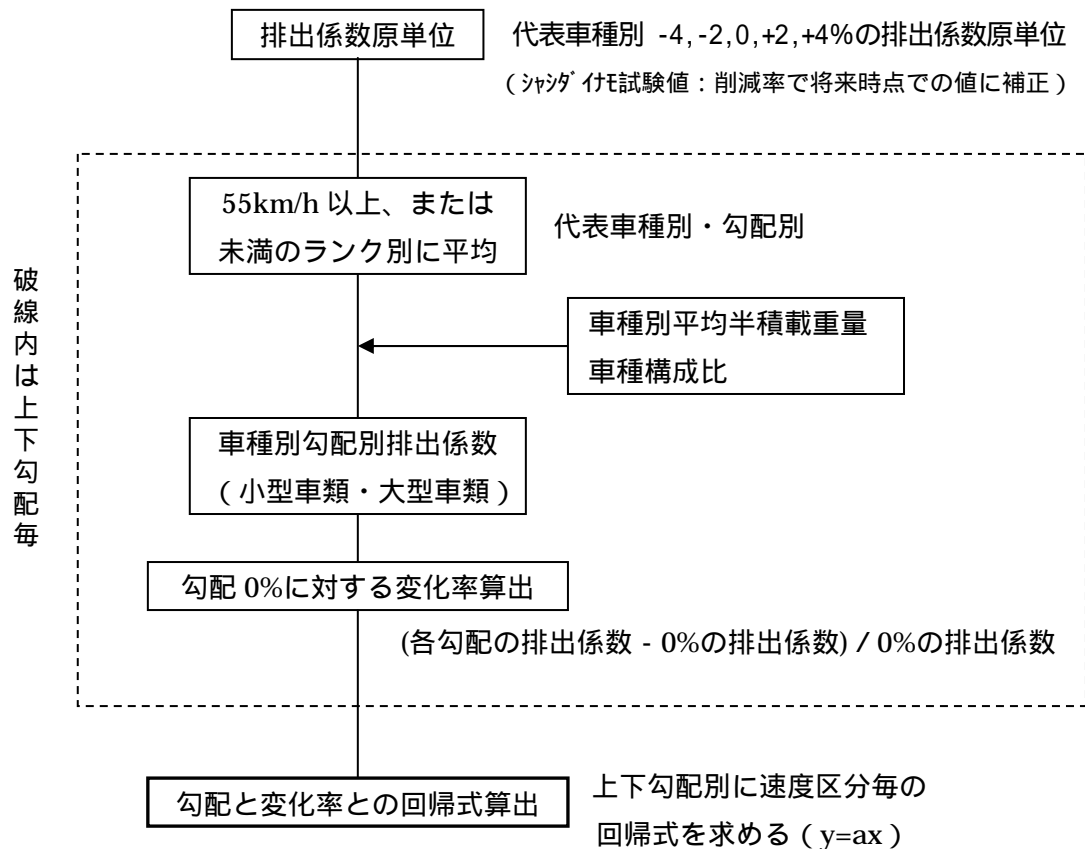 排出係数原単位
代表車種別 -4,-2,0,+2,+4%の排出係数原単位
（ｼｬｼﾀﾞｲﾅﾓ試験値：削減率で将来時点での値に補正）
55km/h 以上、または
未満のランク別に平均
代表車種別・勾配別
破線内は上下勾配毎
車種別平均半積載重量
車種構成比
車種別勾配別排出係数
（小型車類・大型車類）
勾配 0%に対する変化率算出
(各勾配の排出係数 - 0%の排出係数) / 0%の排出係数
勾配と変化率との回帰式算出
上下勾配別に速度区分毎の
回帰式を求める（y=ax）